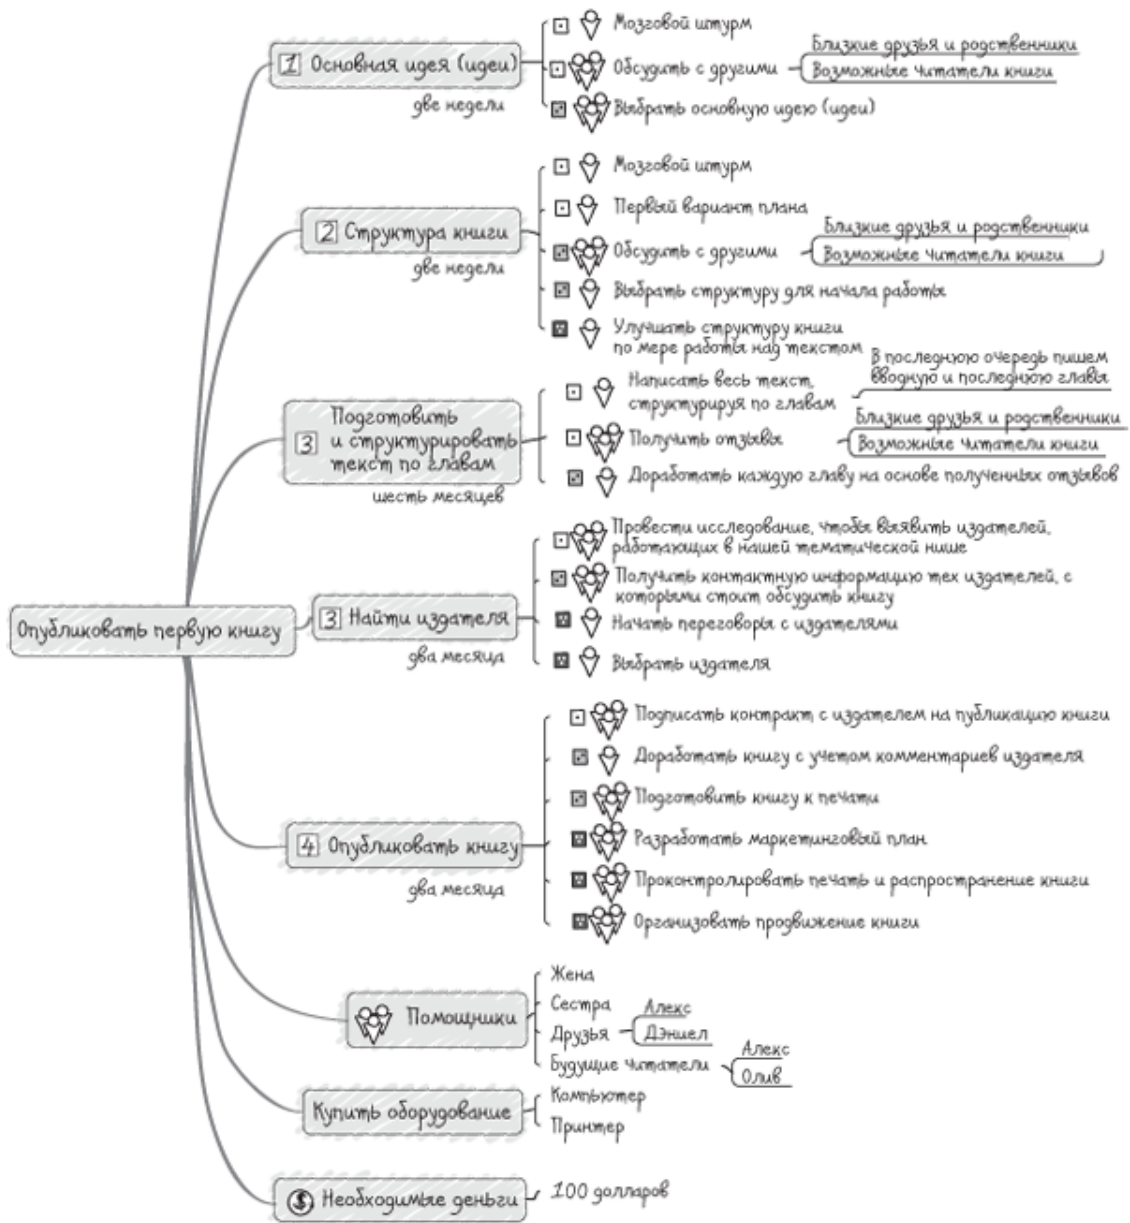 1 Основная идея (идеи)
две недели
Мозговой штурм
Обсудить с другими
Близкие друзья и родственники
Возможные читатели книги
Выбрать основную идею (идеи)
2 Структура книги
две недели
Мозговой штурм
Первый вариант плана
Обсудить с другими
Близкие друзья и родственники
Возможные читатели книги
Выбрать структуру для начала работы
Улучшать структуру книги
по мере работы над текстом
3 Подготовить
и структурировать
текст по главам
шесть месяцев
Написать весь текст,
структурируя по главам
В последнюю очередь пишем
вводную и последнюю главы
Получить отзывы
Близкие друзья и родственники
Возможные читатели книги
Доработать каждую главу на основе полученных отзывов
Опубликовать первую книгу
3 Найти издателя
два месяца
Провести исследование, чтобы выявить издателей,
работающих в нашей тематической нише
Получить контактную информацию тех издателей, с
которыми стоит обсудить книгу
Начать переговоры с издателями
Выбрать издателя
4 Опубликовать книгу
два месяца
Подписать контракт с издателем на публикацию книги
Доработать книгу с учетом комментариев издателя
Подготовить книгу к печати
Разработать маркетинговый план
Проконтролировать печать и распространение книги
Организовать продвижение книги
Помощники
Жена
Сестра
Друзья
Алекс
Дэниел
Будущие читатели
Алекс
Олив
Купить оборудование
Компьютер
Принтер
$ Необходимые деньги
100 долларов